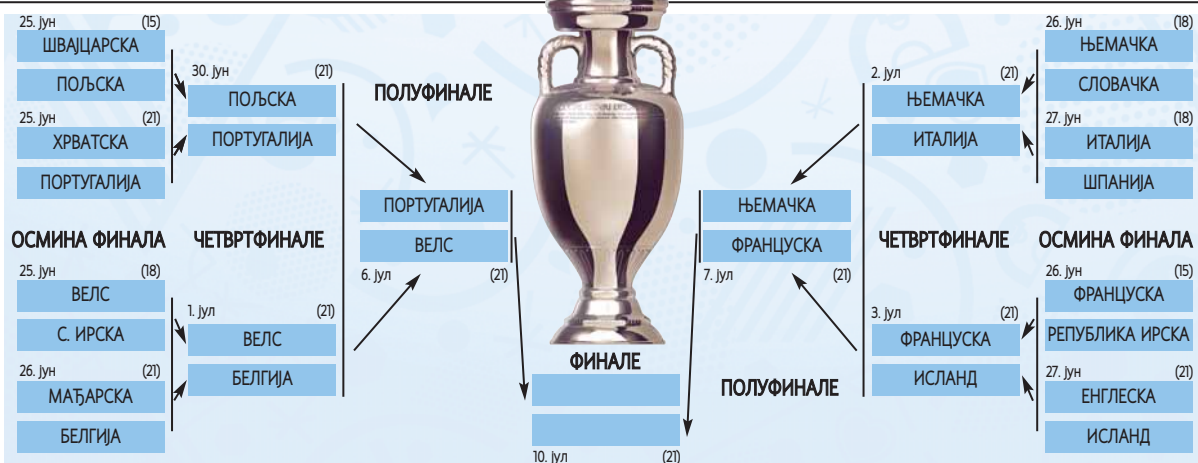 25. јун (15)
ШВАЈЦАРСКА
ПОЉСКА
25. јун (21)
ХРВАТСКА
ПОРТУГАЛИЈА
ОСМИНА ФИНАЛА
25. јун (18)
ВЕЛС
С. ИРСКА
26. јун (21)
МАЂАРСКА
БЕЛГИЈА
30. јун (21)
ПОЉСКА
ПОРТУГАЛИЈА
ЧЕТВРТФИНАЛЕ
1. јул (21)
ВЕЛС
БЕЛГИЈА
ПОЛУФИНАЛЕ
ПОРТУГАЛИЈА
ВЕЛС
6. јул (21)
ФИНАЛЕ
10. јул (21)
ЊЕМАЧКА
ФРАНЦУСКА
7. јул (21)
ПОЛУФИНАЛЕ
2. јул (21)
ЊЕМАЧКА
ИТАЛИЈА
ЧЕТВРТФИНАЛЕ
3. јул (21)
ФРАНЦУСКА
ИСЛАНД
26. јун (18)
ЊЕМАЧКА
СЛОВАЧКА
27. јун (18)
ИТАЛИЈА
ШПАНИЈА
ОСМИНА ФИНАЛА
26. јун (15)
ФРАНЦУСКА
РЕПУБЛИКА ИРСКА
27. јун (21)
ЕНГЛЕСКА
ИСЛАНД